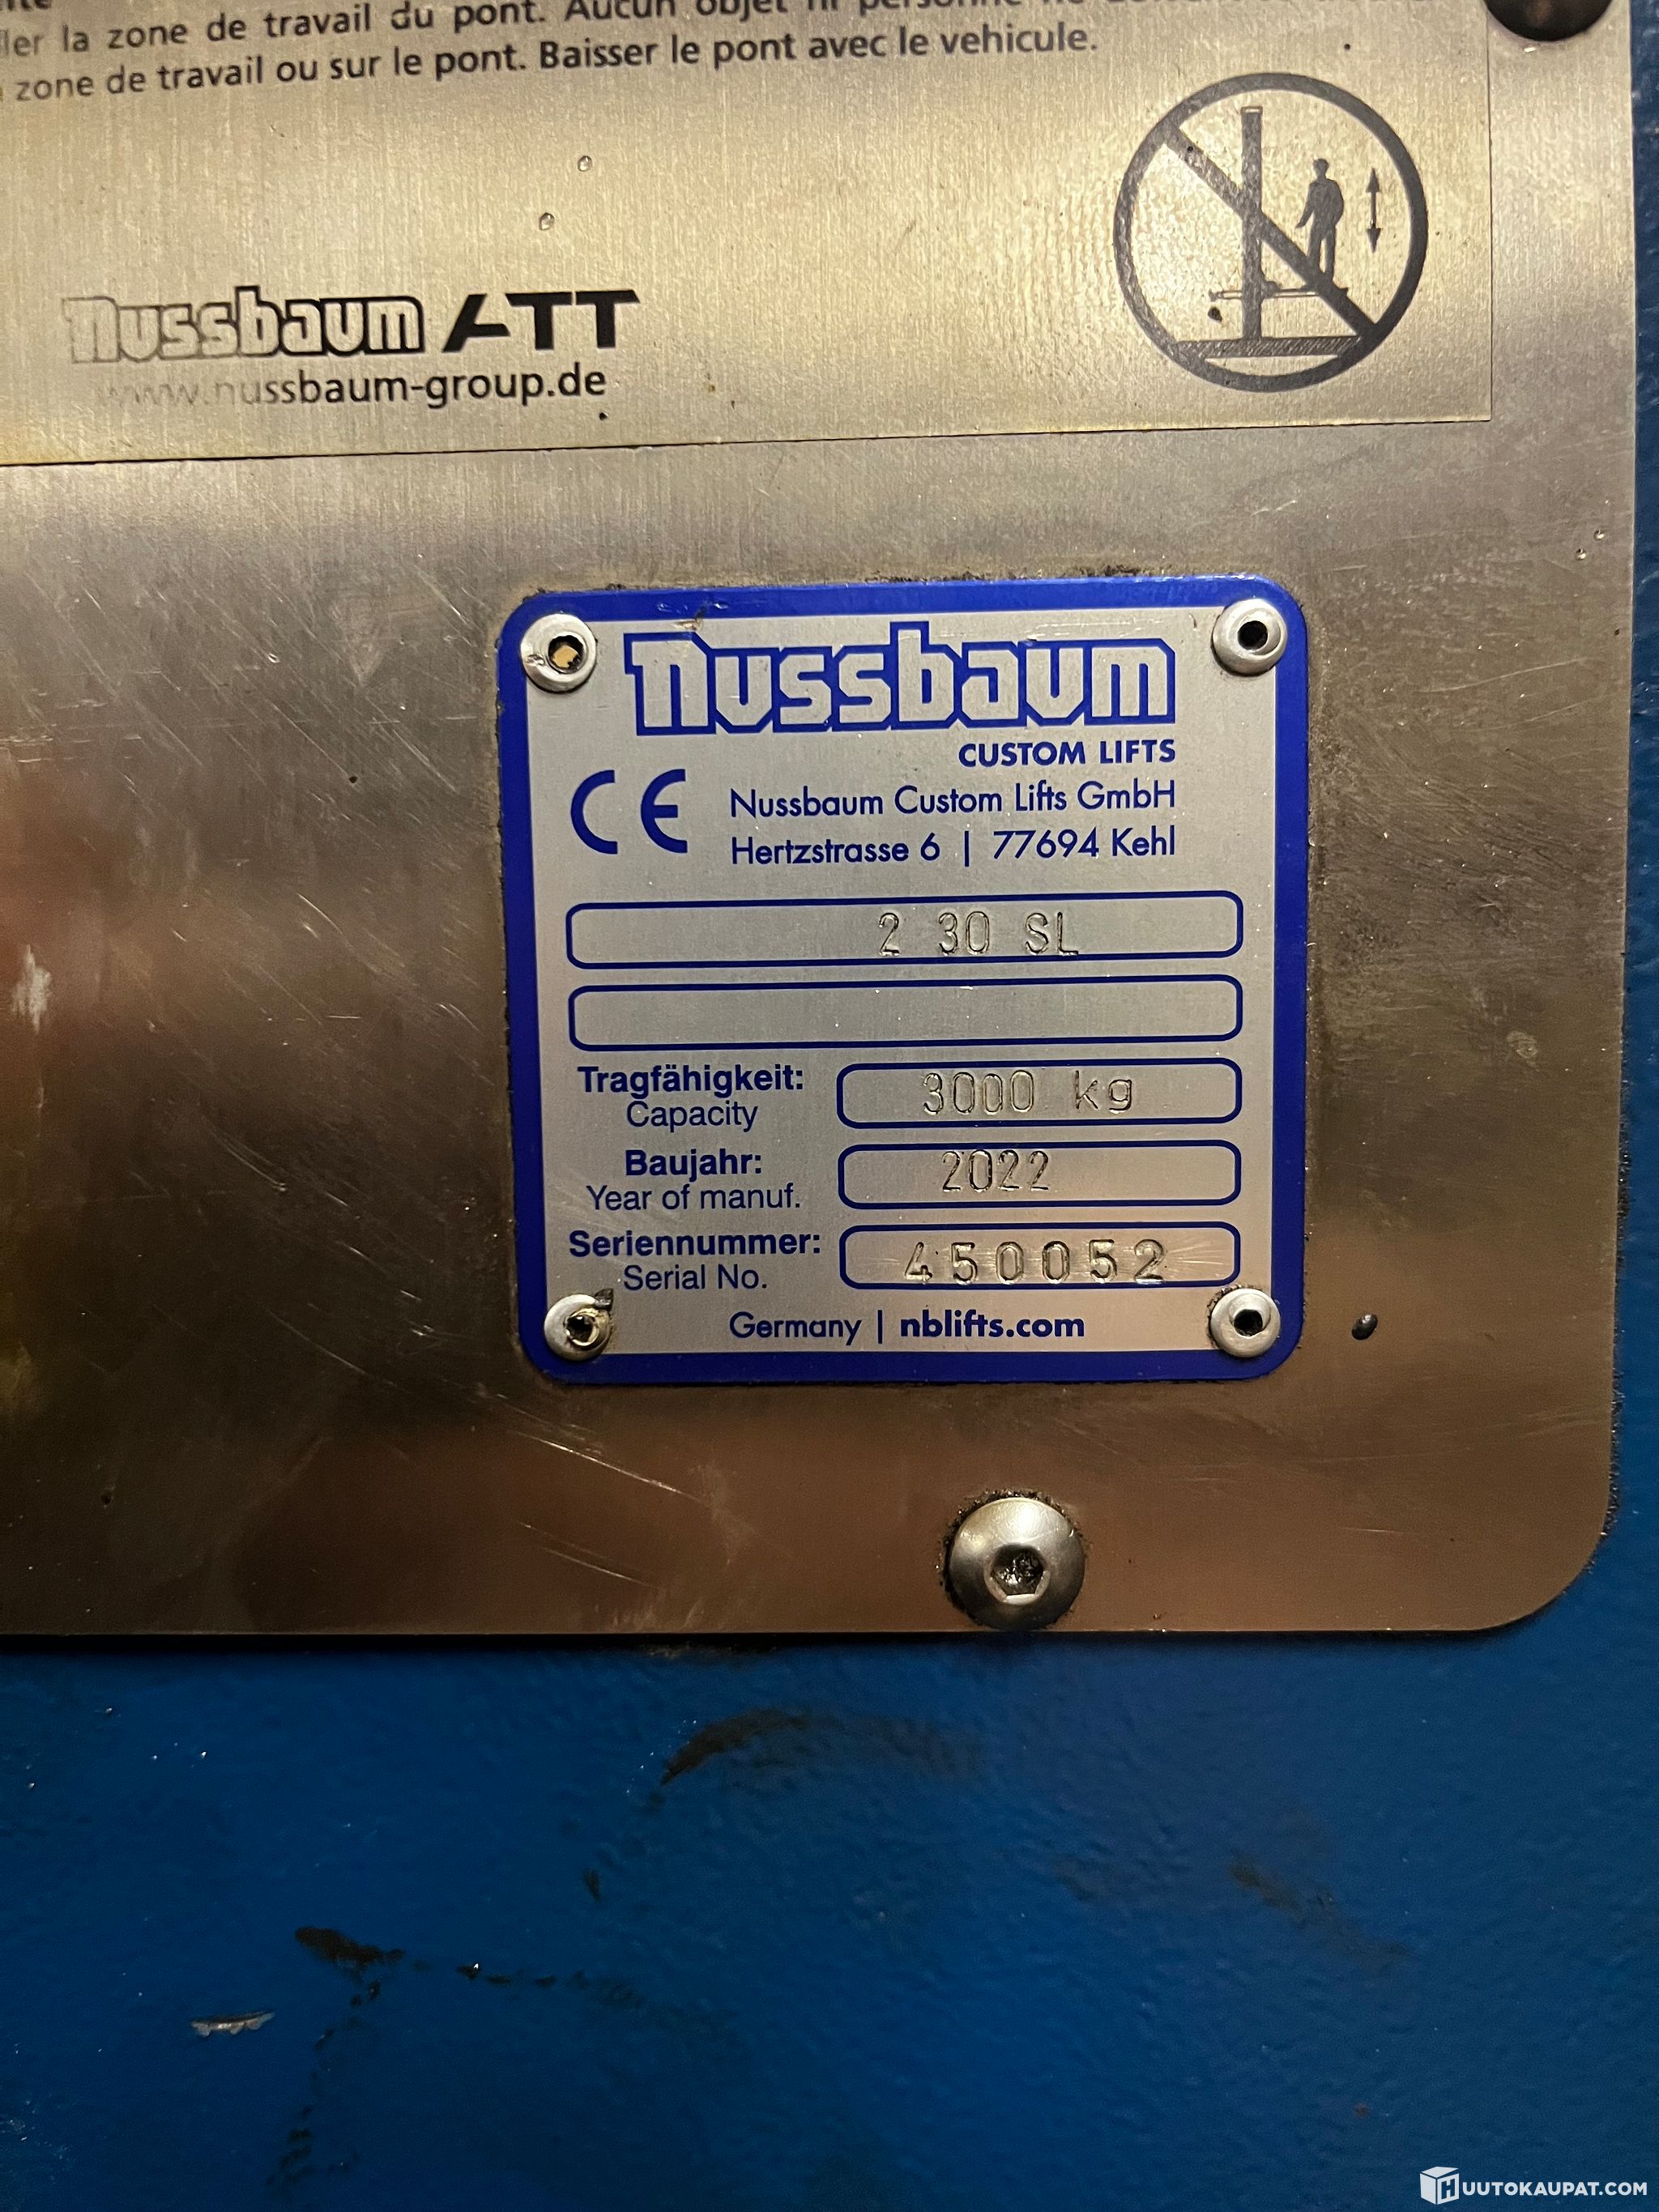 ler la zone de travail du pont. Aucun objet ni personne ne
zone de travail ou sur le pont. Baisser le pont avec le vehicule.
Nussbaum ATT
www.nussbaum-group.de
Nussbaum
CUSTOM LIFTS
CE
Nussbaum Custom Lifts GmbH
Hertzstrasse 6 | 77694 Kehl
2 30 SL
Tragfähigkeit: 3000 kg
Capacity
Baujahr: 2022
Year of manuf.
Seriennummer: 450052
Serial No.
Germany | nblifts.com
HUUTOKAUPAT.COM